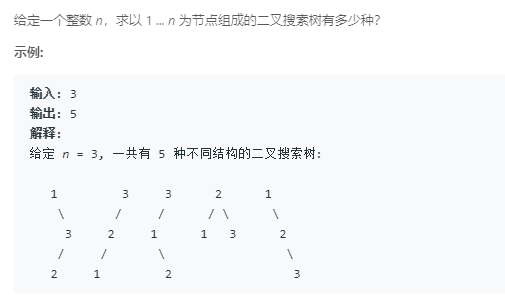 给定一个整数 n，求以 1 ... n 为节点组成的二叉搜索树有多少种？
示例:
输入: 3
输出: 5
解释:
给定 n = 3, 一共有 5 种不同结构的二叉搜索树:
   1         3     3      2      1
    \       /     /      / \      \
     3     2     1      1   3      2
    /     /       \                 \
   2     1         2                 3